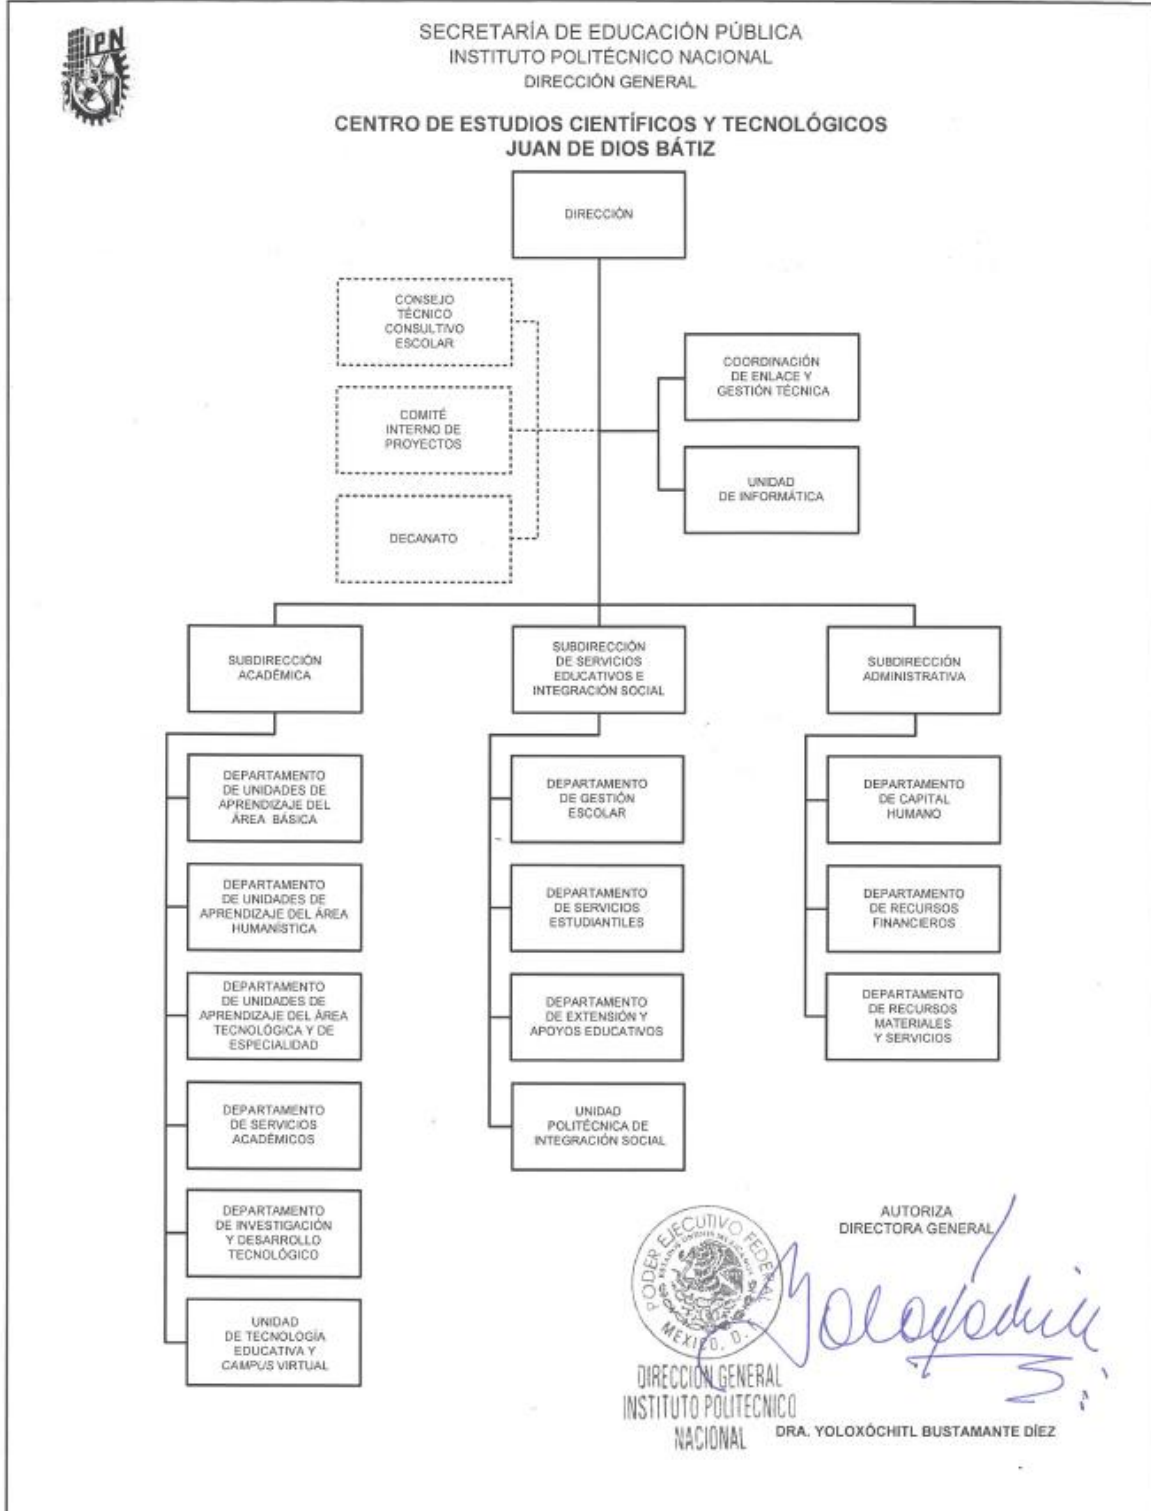 IPN
SECRETARÍA DE EDUCACIÓN PÚBLICA
INSTITUTO POLITÉCNICO NACIONAL
DIRECCIÓN GENERAL
CENTRO DE ESTUDIOS CIENTÍFICOS Y TECNOLÓGICOS
JUAN DE DIOS BÁTIZ
DIRECCIÓN
CONSEJO
TÉCNICO
CONSULTIVO
ESCOLAR
COMITÉ
INTERNO DE
PROYECTOS
DECANATO
COORDINACIÓN
DE ENLACE Y
GESTIÓN TÉCNICA
UNIDAD
DE INFORMÁTICA
SUBDIRECCIÓN
ACADÉMICA
DEPARTAMENTO
DE UNIDADES DE
APRENDIZAJE DEL
ÁREA BÁSICA
DEPARTAMENTO
DE UNIDADES DE
APRENDIZAJE DEL ÁREA
HUMANÍSTICA
DEPARTAMENTO
DE UNIDADES DE
APRENDIZAJE DEL ÁREA
TECNOLÓGICA Y DE
ESPECIALIDAD
DEPARTAMENTO
DE SERVICIOS
ACADÉMICOS
DEPARTAMENTO
DE INVESTIGACIÓN
Y DESARROLLO
TECNOLÓGICO
UNIDAD
DE TECNOLOGÍA
EDUCATIVA Y
CAMPUS VIRTUAL
SUBDIRECCIÓN
DE SERVICIOS
EDUCATIVOS E
INTEGRACIÓN SOCIAL
DEPARTAMENTO
DE GESTIÓN
ESCOLAR
DEPARTAMENTO
DE SERVICIOS
ESTUDIANTILES
DEPARTAMENTO
DE EXTENSIÓN Y
APOYOS EDUCATIVOS
UNIDAD
POLITÉCNICA DE
INTEGRACIÓN SOCIAL
SUBDIRECCIÓN
ADMINISTRATIVA
DEPARTAMENTO
DE CAPITAL
HUMANO
DEPARTAMENTO
DE RECURSOS
FINANCIEROS
DEPARTAMENTO
DE RECURSOS
MATERIALES
Y SERVICIOS
PODER EJECUTIVO FEDERAL
ESTADOS UNIDOS MEXICANOS
MÉXICO, D.
DIRECCIÓN GENERAL
INSTITUTO POLITECNICO
NACIONAL
AUTORIZA
DIRECTORA GENERAL
Yoloxóchitl
DRA. YOLOXÓCHITL BUSTAMANTE DÍEZ